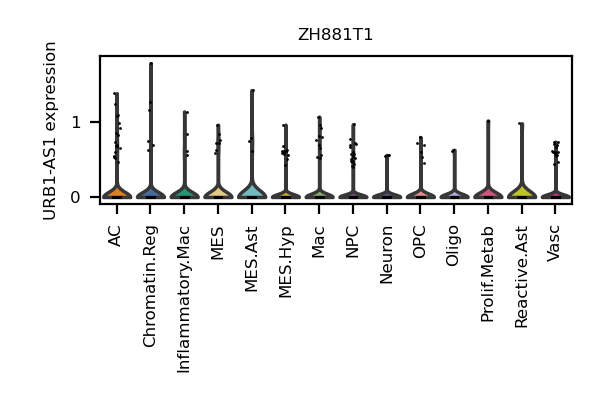 ZH881T1
URB1-AS1 expression
1
0
AC
Chromatin.Reg
Inflammatory.Mac
MES
MES.Ast
MES.Hyp
Mac
NPC
Neuron
OPC
Oligo
Prolif.Metab
Reactive.Ast
Vasc